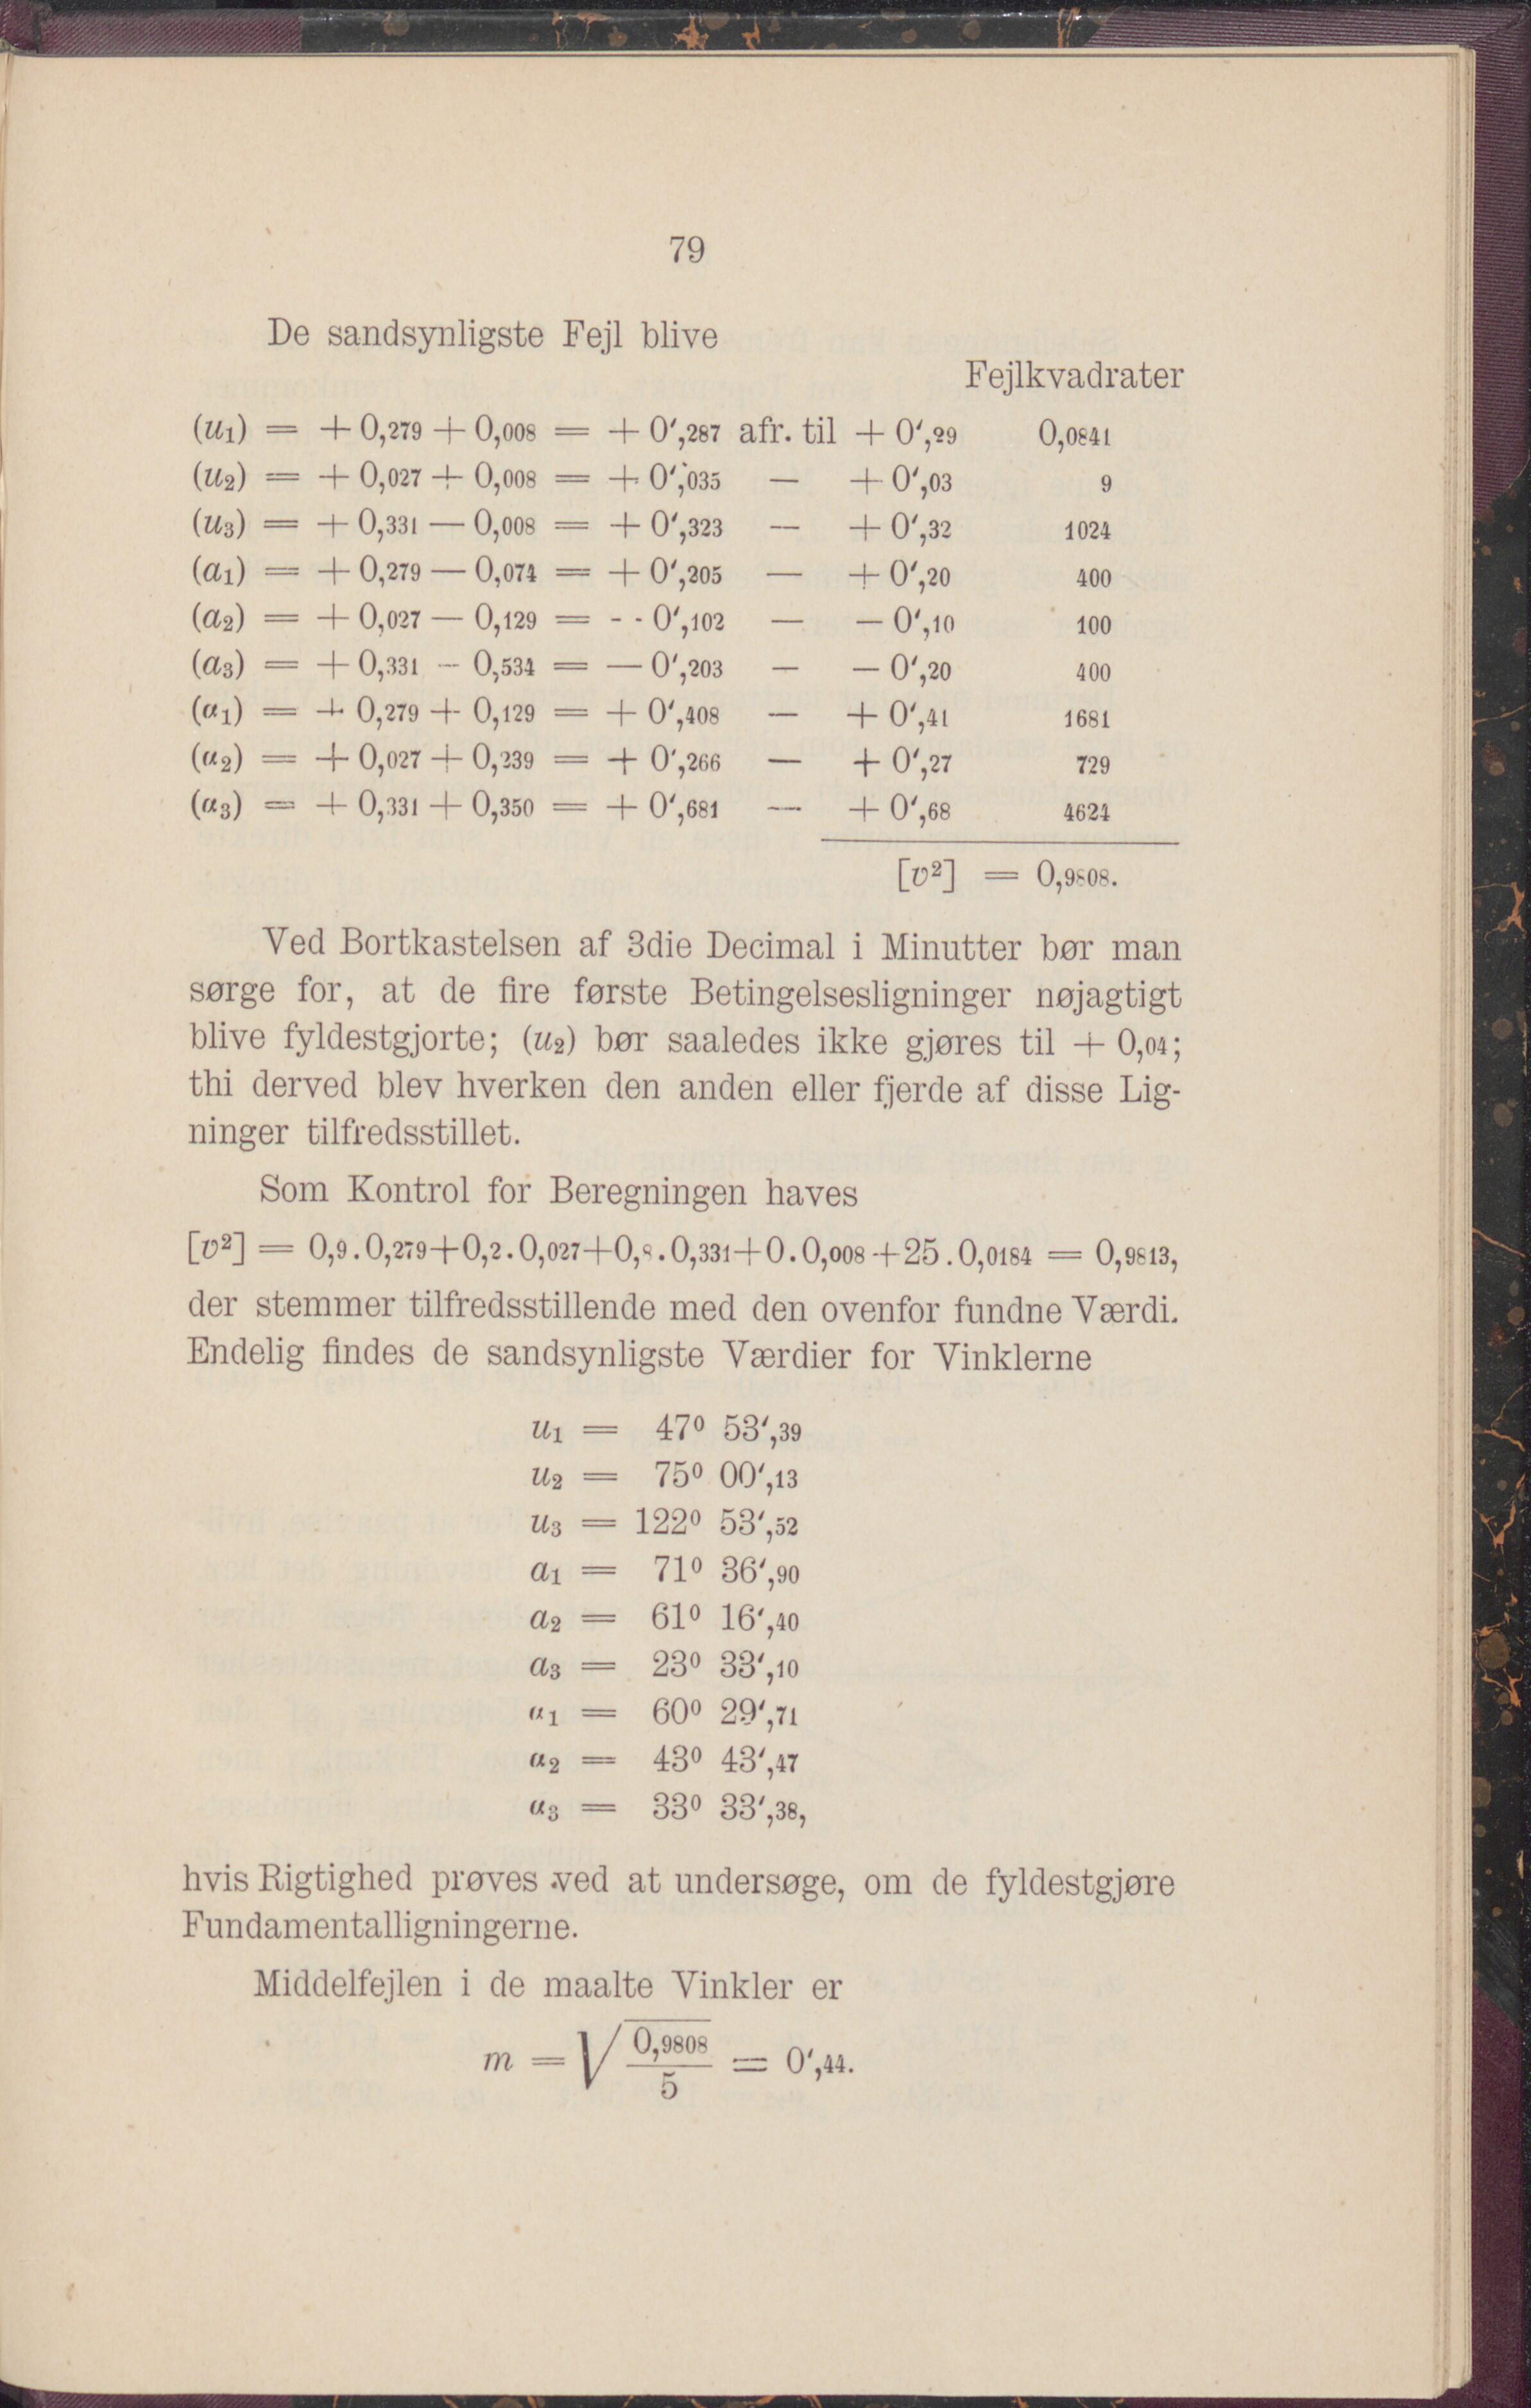 79
De sandsynligste Fejl blive
Fejlkvadrater
(u₁) = + 0,279 + 0,008 = + 0′,287 afr. til + 0′,29 0,0841
(u₂) = + 0,027 + 0,008 = + 0′,035 — + 0′,03 9
(u₃) = + 0,331 — 0,008 = + 0′,323 — + 0′,32 1024
(a₁) = + 0,279 — 0,074 = + 0′,205 — + 0′,20 400
(a₂) = + 0,027 — 0,129 = - - 0′,102 — — 0′,10 100
(a₃) = + 0,331 — 0,534 = — 0′,203 — — 0′,20 400
(α₁) = + 0,279 + 0,129 = + 0′,408 — + 0′,41 1681
(α₂) = + 0,027 + 0,239 = + 0′,266 — + 0′,27 729
(α₃) = + 0,331 + 0,350 = + 0′,681 — + 0′,68 4624
[v²] = 0,9808.
Ved Bortkastelsen af 3die Decimal i Minutter bør man
sørge for, at de fire første Betingelsesligninger nøjagtigt
blive fyldestgjorte; (u₂) bør saaledes ikke gjøres til + 0,04;
thi derved blev hverken den anden eller fjerde af disse Lig-
ninger tilfredsstillet.
Som Kontrol for Beregningen haves
[v²] = 0,9 . 0,279 + 0,2 . 0,027 + 0,8 . 0,331 + 0 . 0,008 + 25 . 0,0184 = 0,9813,
der stemmer tilfredsstillende med den ovenfor fundne Værdi.
Endelig findes de sandsynligste Værdier for Vinklerne
u₁ = 47⁰ 53′,39
u₂ = 75⁰ 00′,13
u₃ = 122⁰ 53′,52
a₁ = 71⁰ 36′,90
a₂ = 61⁰ 16′,40
a₃ = 23⁰ 33′,10
α₁ = 60⁰ 29′,71
α₂ = 43⁰ 43′,47
α₃ = 33⁰ 33′,38,
hvis Rigtighed prøves ved at undersøge, om de fyldestgjøre
Fundamentalligningerne.
Middelfejlen i de maalte Vinkler er
m = √ 0,9808 / 5 = 0′,44.